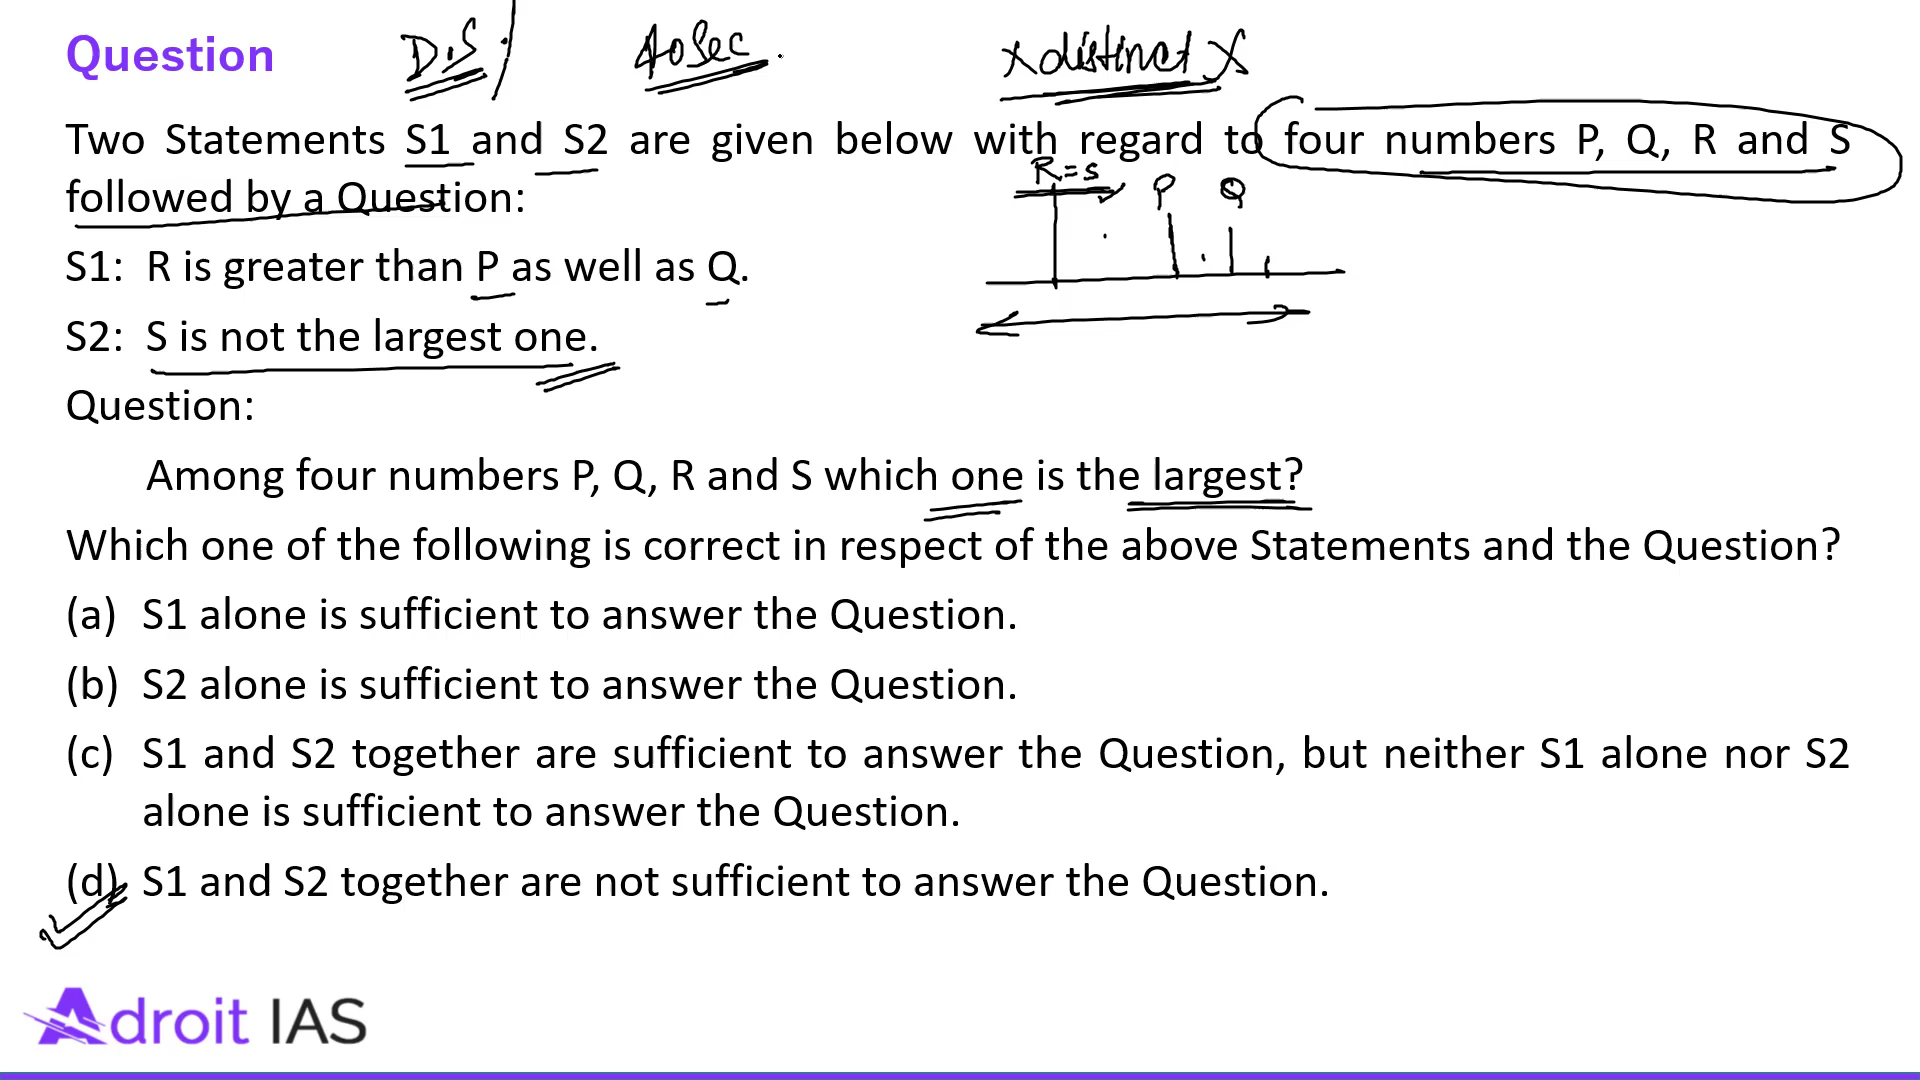 Question D.S. 40 Sec X distinct X
Two Statements S1 and S2 are given below with regard to four numbers P, Q, R and S
R=S P Q
followed by a Question:
S1: R is greater than P as well as Q.
S2: S is not the largest one.
Question:
Among four numbers P, Q, R and S which one is the largest?
Which one of the following is correct in respect of the above Statements and the Question?
(a) S1 alone is sufficient to answer the Question.
(b) S2 alone is sufficient to answer the Question.
(c) S1 and S2 together are sufficient to answer the Question, but neither S1 alone nor S2
alone is sufficient to answer the Question.
(d) S1 and S2 together are not sufficient to answer the Question.
Adroit IAS